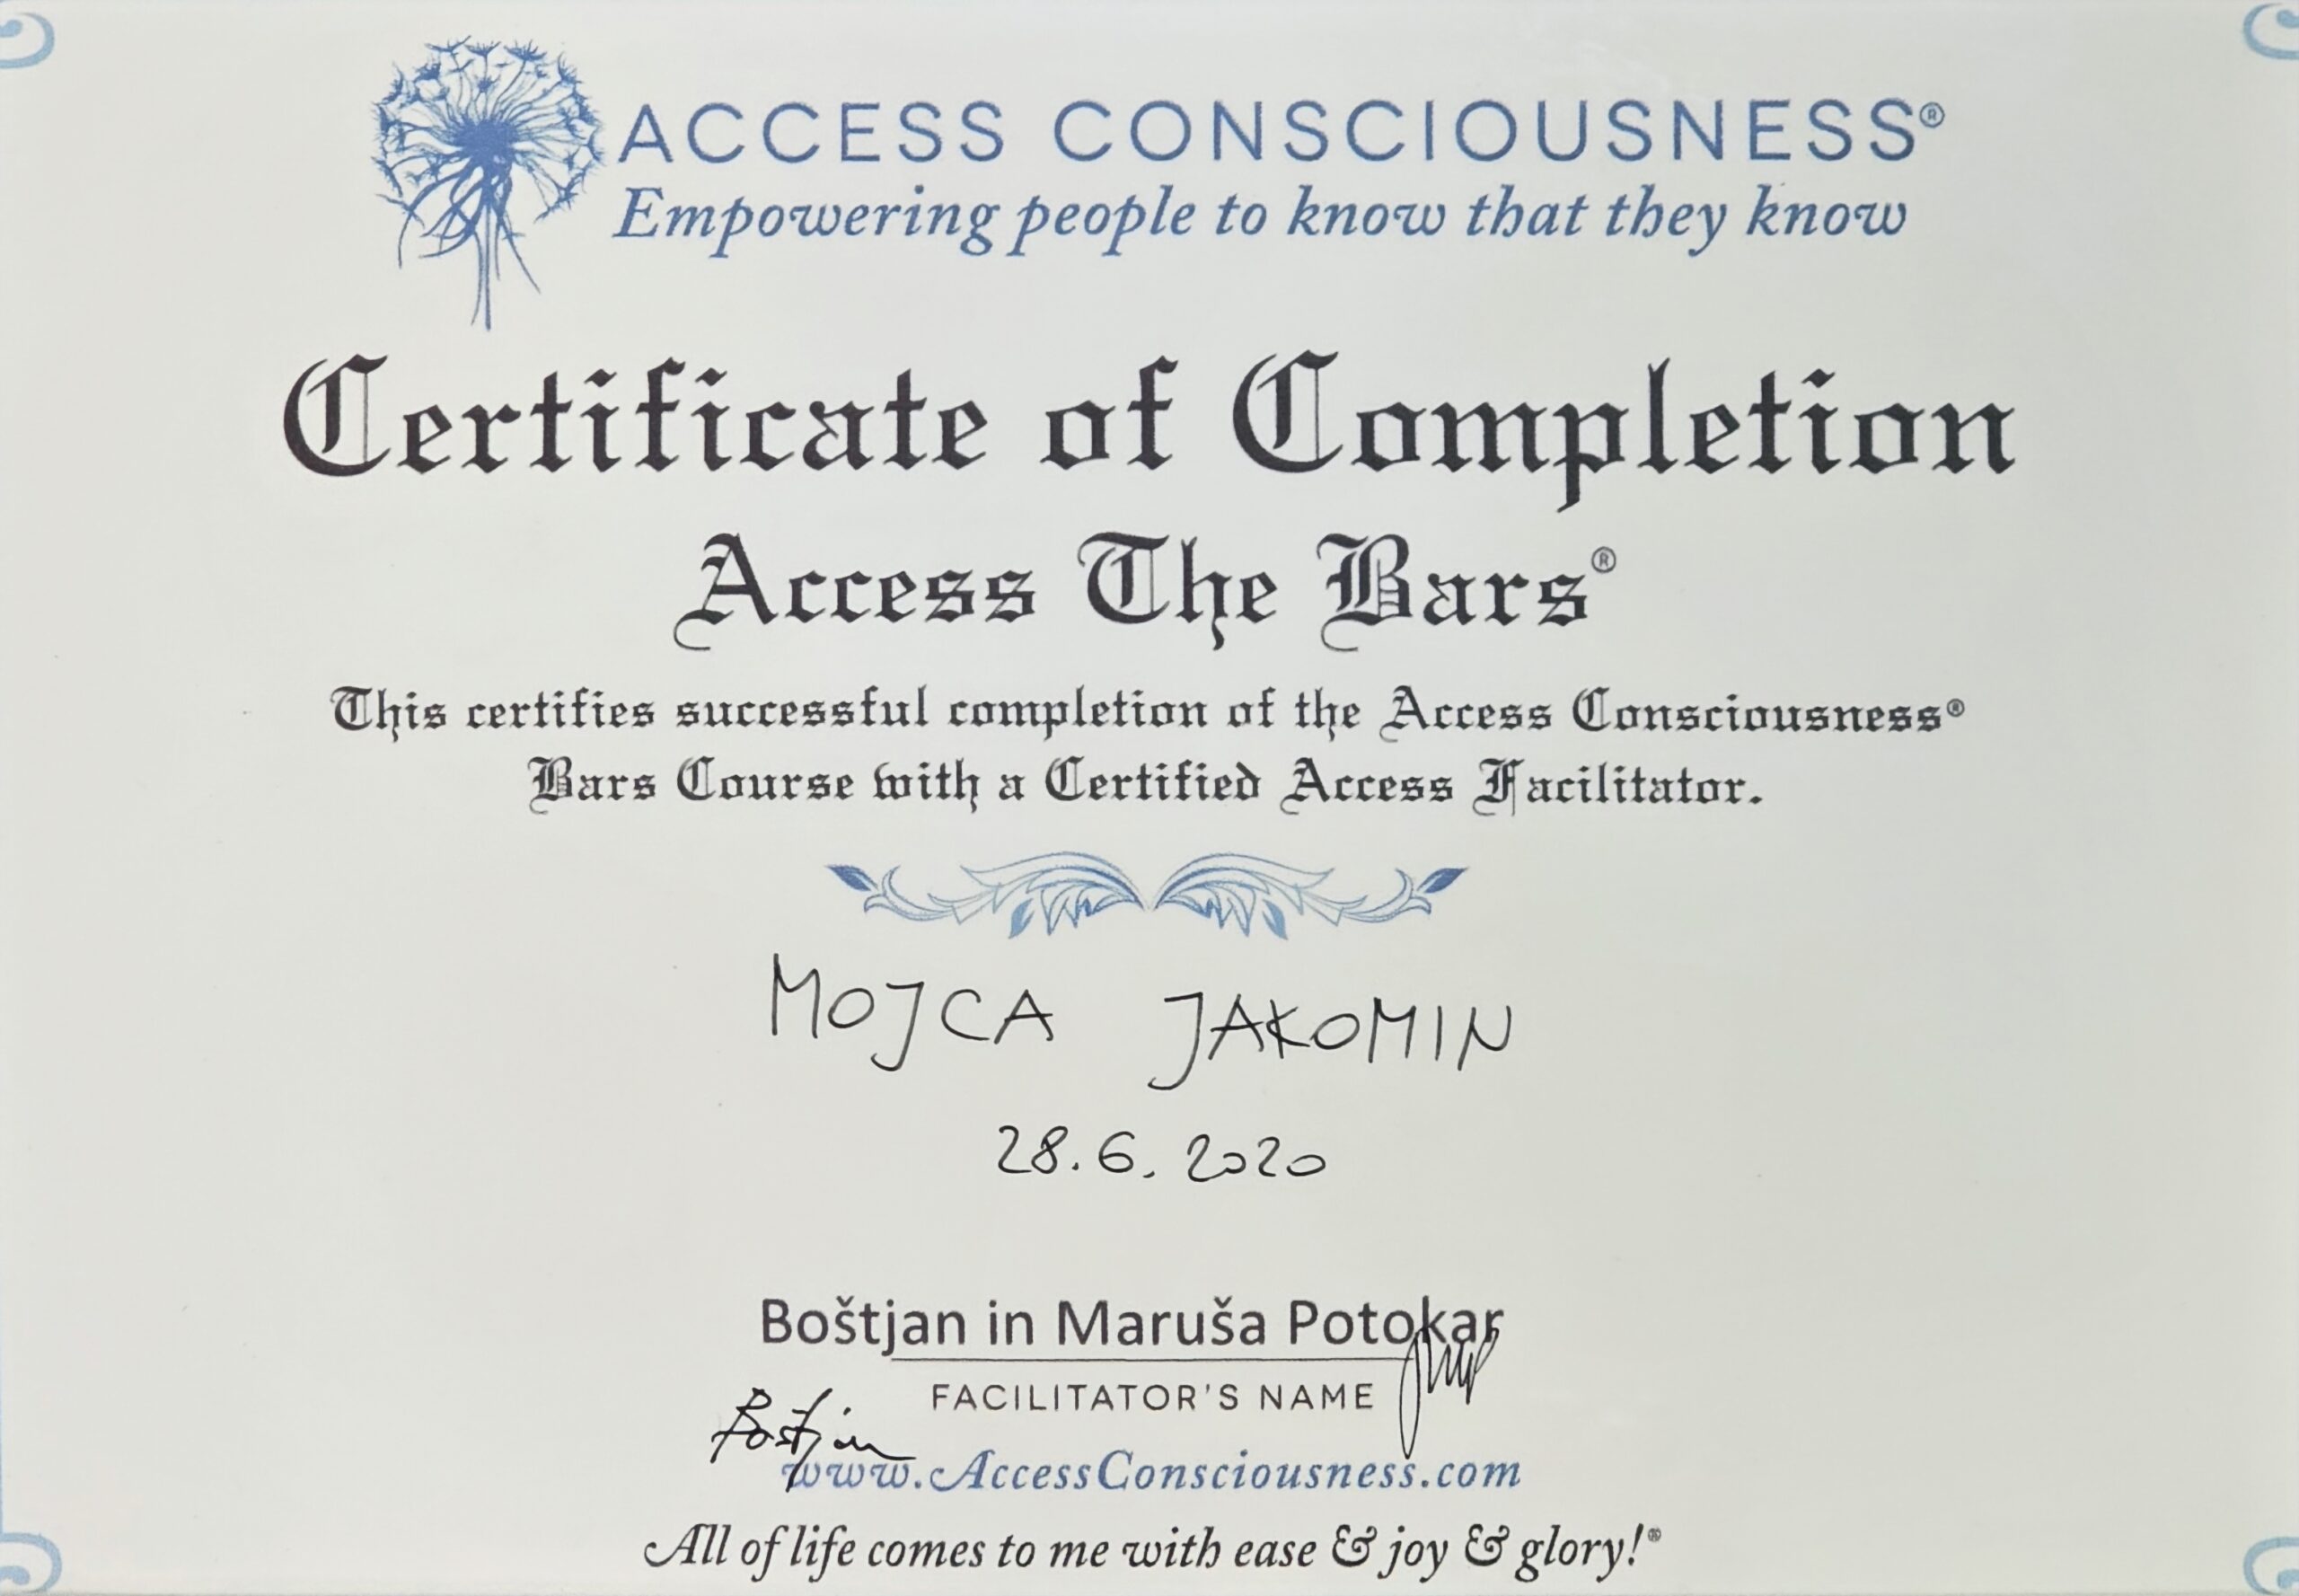 ACCESS CONSCIOUSNESS®
Empowering people to know that they know
Certificate of Completion
Access The Bars®
This certifies successful completion of the Access Consciousness®
Bars Course with a Certified Access Facilitator.
MOJCA JAKOMIN
28.6.2020
Boštjan in Maruša Potokar
FACILITATOR'S NAME
Boštjan
www.AccessConsciousness.com
All of life comes to me with ease & joy & glory!®